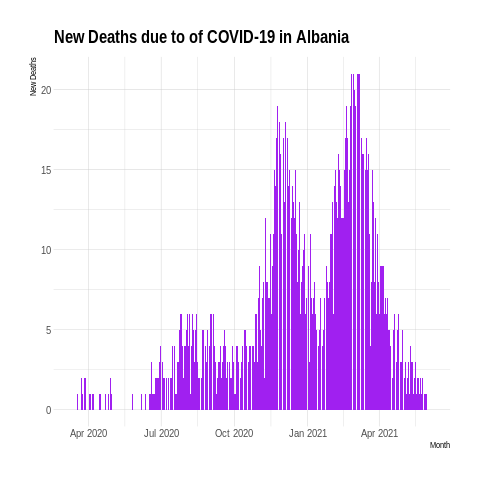 New Deaths due to of COVID-19 in Albania
New Deaths
20
15
10
5
0
Apr 2020
Jul 2020
Oct 2020
Jan 2021
Apr 2021
Month